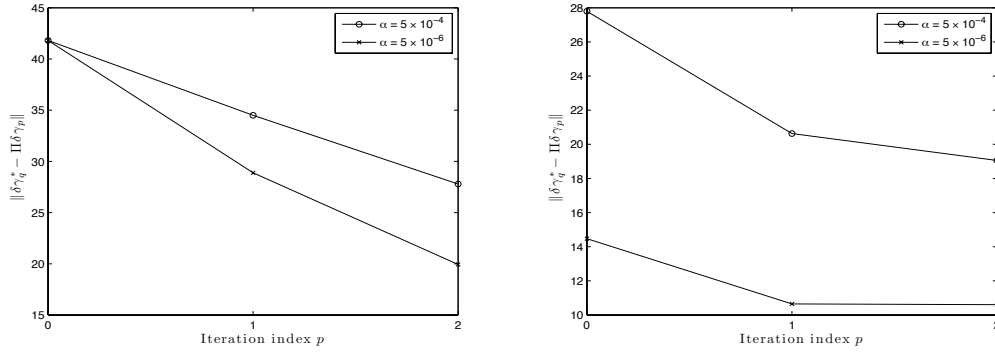 45
40
35
30
25
20
15
0
1
2
‖δγ*q − Πδγp‖
Iteration index p
α = 5 × 10⁻⁴
α = 5 × 10⁻⁶
28
26
24
22
20
18
16
14
12
10
0
1
2
‖δγ*q − Πδγp‖
Iteration index p
α = 5 × 10⁻⁴
α = 5 × 10⁻⁶